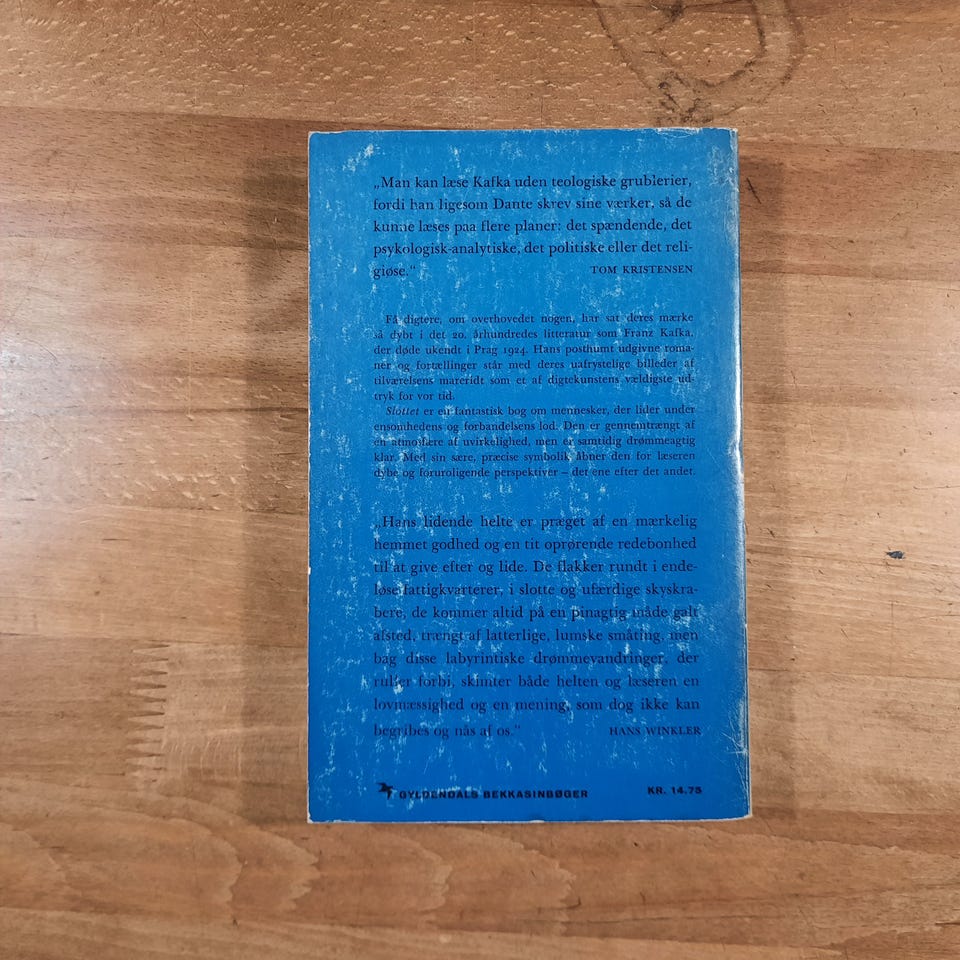 „Man kan læse Kafka uden teologiske grublerier,
fordi han ligesom Dante skrev sine værker, så de
kunne læses paa flere planer: det spændende, det
psykologisk-analytiske, det politiske eller det reli-
giøse.“ TOM KRISTENSEN
Få digtere, om overhovedet nogen, har sat deres mærke
så dybt i det 20. århundredes litteratur som Franz Kafka,
der døde ukendt i Prag 1924. Hans posthumt udgivne roma-
ner og fortællinger står med deres uafrystelige billeder af
tilværelsens mareridt som et af digtekunstens vældigste ud-
tryk for vor tid.
Slottet er en fantastisk bog om mennesker, der lider under
ensomhedens og forbandelsens lod. Den er gennemtrængt af
en atmosfære af uvirkelighed, men er samtidig drømmeagtig
klar. Med sin sære, præcise symbolik åbner den for læseren
dybe og foruroligende perspektiver – det ene efter det andet.
„Hans lidende helte er præget af en mærkelig
hemmet godhed og en tit oprørende redebonhed
til at give efter og lide. De flakker rundt i ende-
løse fattigkvarterer, i slotte og ufærdige skyskra-
bere, de kommer altid på en pinagtig måde galt
afsted, trængt af latterlige, lumske småting, men
bag disse labyrintiske drømmevandringer, der
ruller forbi, skimter både helten og læseren en
lovmæssighed og en mening, som dog ikke kan
begribes og nås af os.“ HANS WINKLER
GYLDENDALS BEKKASINBØGER KR. 14.75